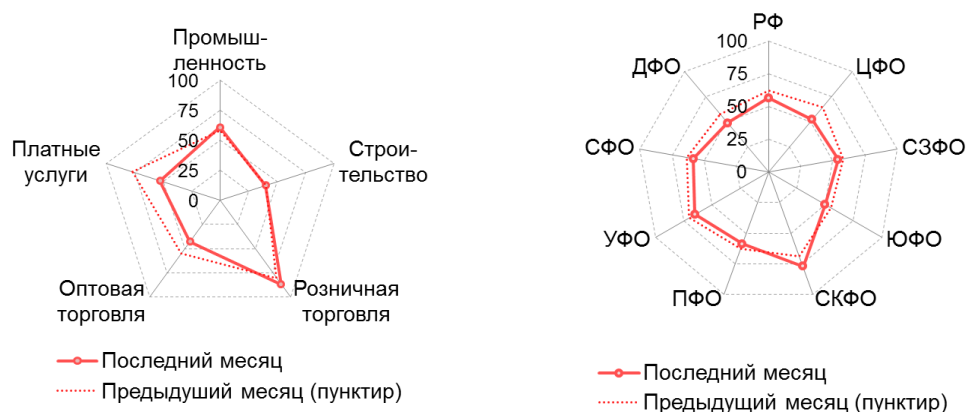 Промыш-
ленность
100
75
50
25
0
Строи-
тельство
Розничная
торговля
Оптовая
торговля
Платные
услуги
Последний месяц
Предыдуший месяц (пунктир)
РФ
100
75
50
25
0
ЦФО
СЗФО
ЮФО
СКФО
ПФО
УФО
СФО
ДФО
Последний месяц
Предыдущий месяц (пунктир)